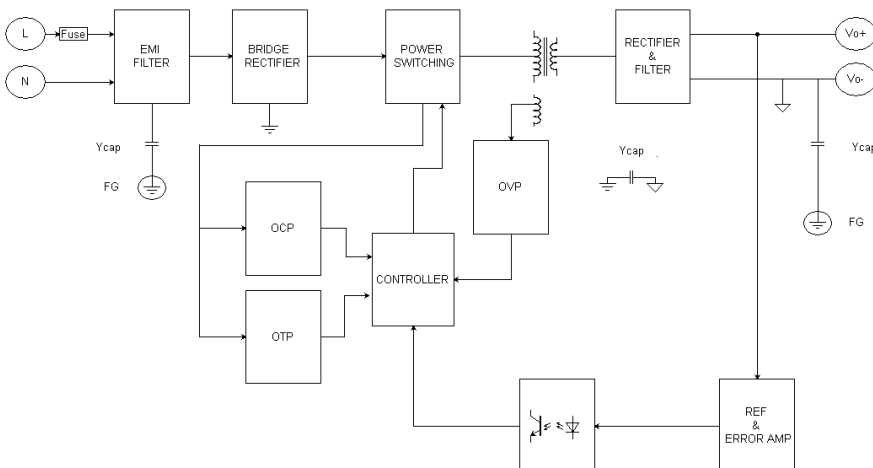 L
Fuse
EMI
FILTER
BRIDGE
RECTIFIER
POWER
SWITCHING
RECTIFIER
&
FILTER
Vo+
N
Vo-
Ycap
FG
OVP
Ycap
Ycap
FG
OCP
CONTROLLER
OTP
REF
&
ERROR AMP